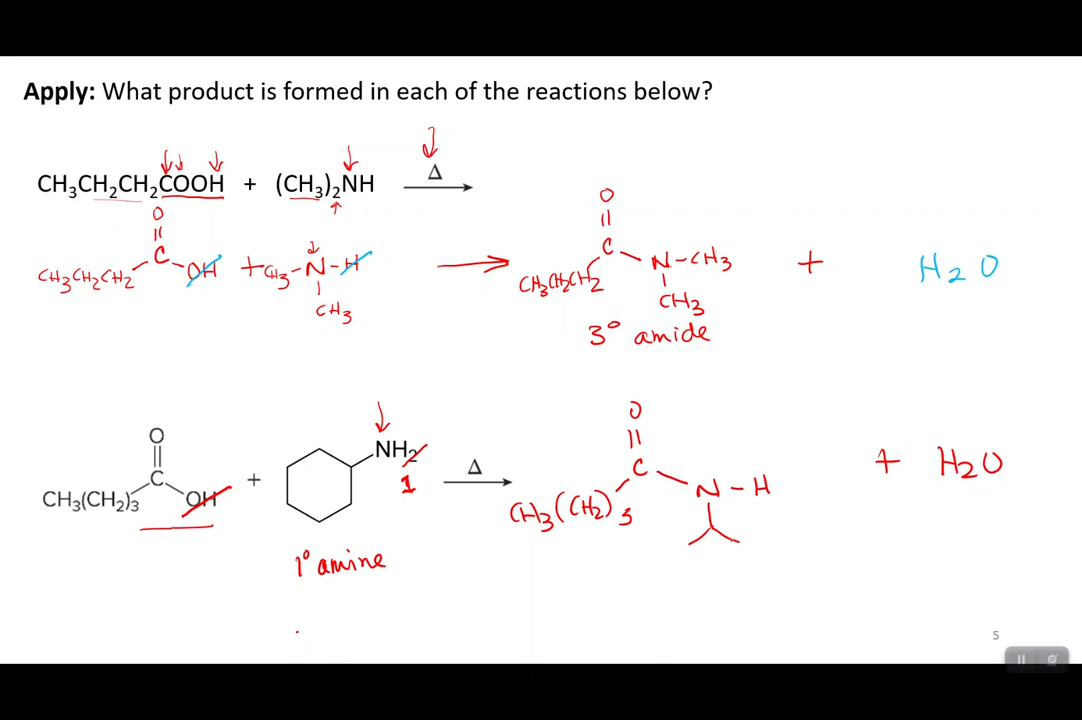 Apply: What product is formed in each of the reactions below?
CH₃CH₂CH₂COOH + (CH₃)₂NH Δ
O
O
C
C
CH₃CH₂CH₂ OH + CH₃-N-H
CH₃CH₂CH₂ N-CH₃ + H₂O
CH₃
CH₃
3° amide
O
O
C
NH₂
1
Δ
C
+ H₂O
CH₃(CH₂)₃ OH +
CH₃(CH₂)₃ N-H
1° amine
5